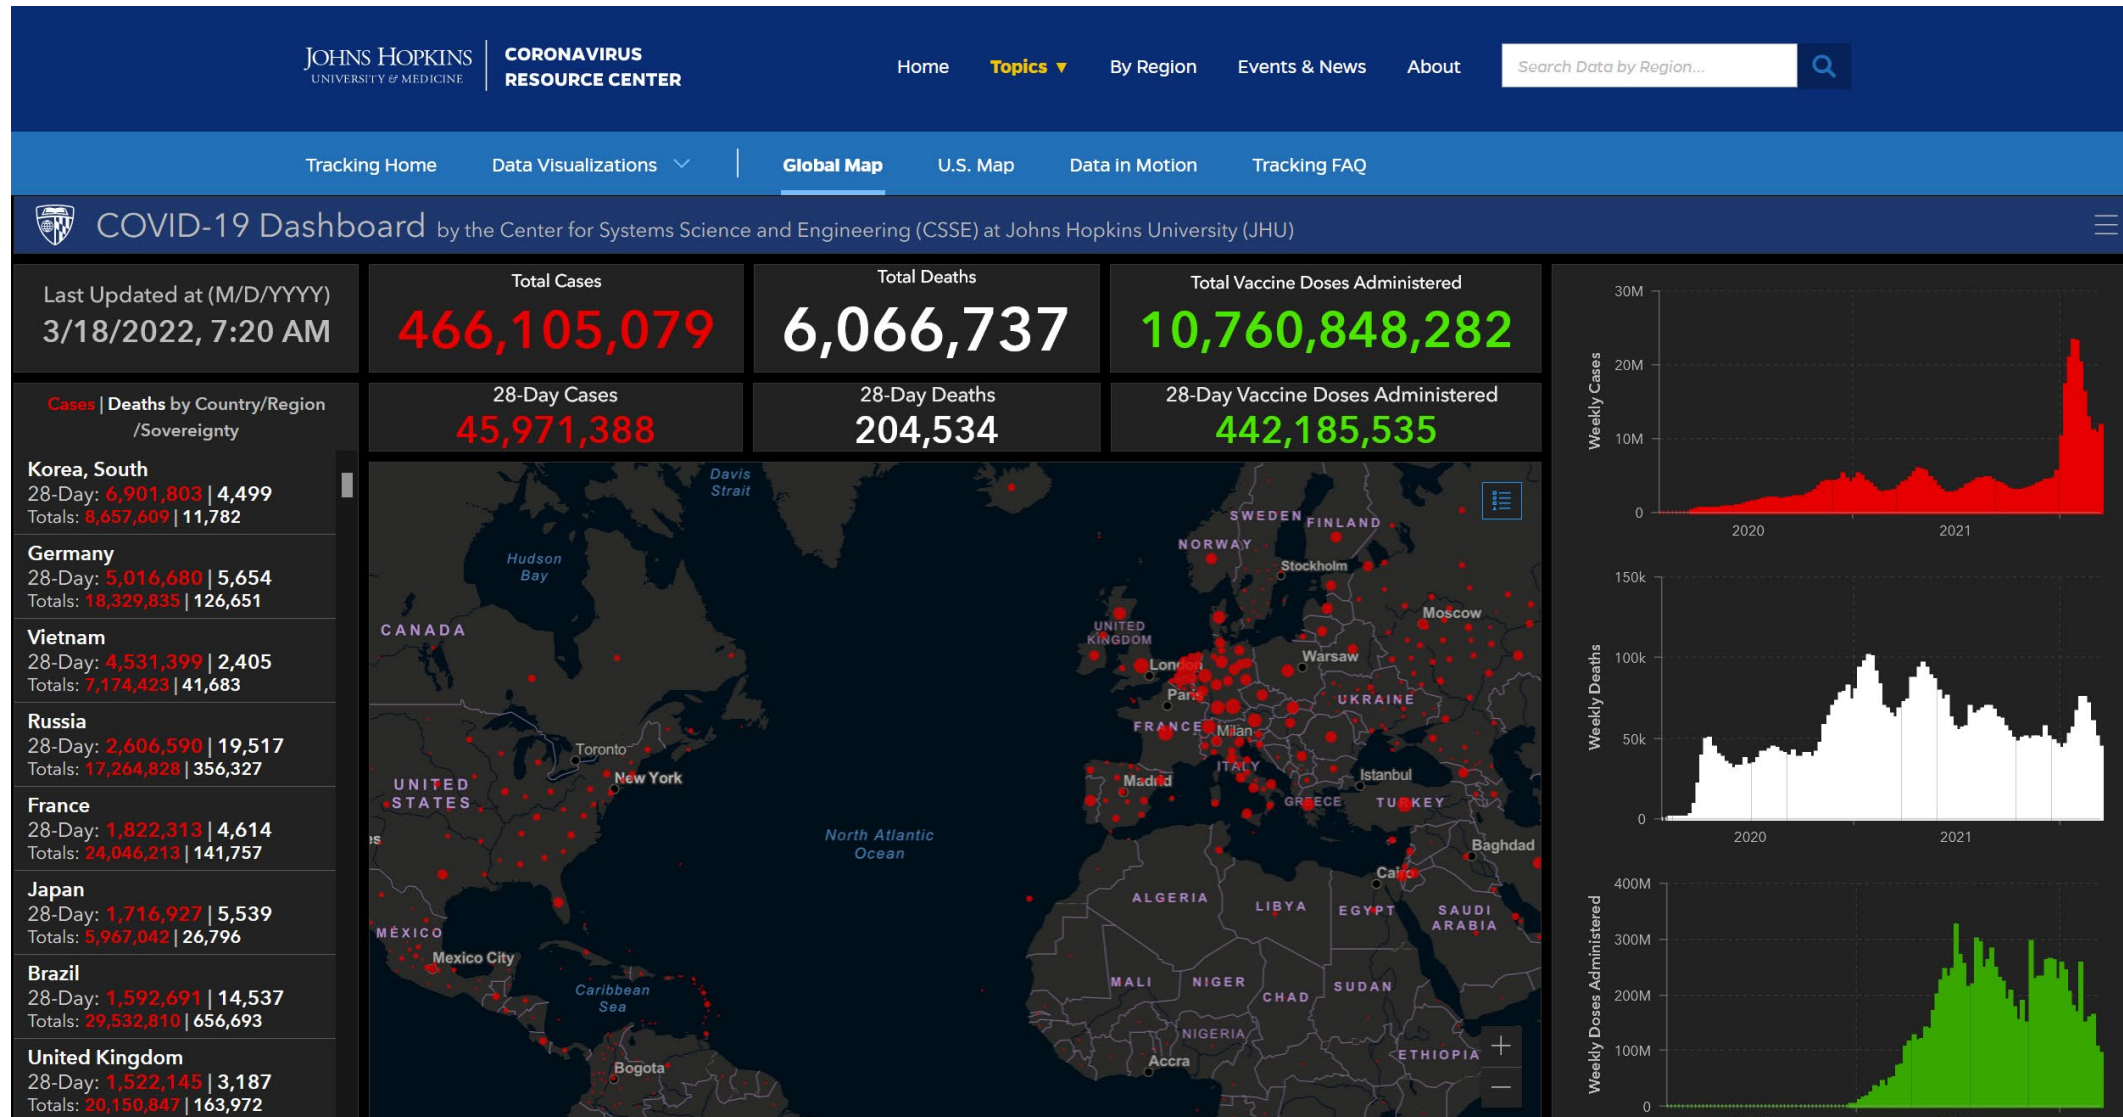 JOHNS HOPKINS
UNIVERSITY & MEDICINE
CORONAVIRUS
RESOURCE CENTER
Home
Topics ▼
By Region
Events & News
About
Search Data by Region...
Tracking Home
Data Visualizations
Global Map
U.S. Map
Data in Motion
Tracking FAQ
COVID-19 Dashboard by the Center for Systems Science and Engineering (CSSE) at Johns Hopkins University (JHU)
Last Updated at (M/D/YYYY)
3/18/2022, 7:20 AM
Total Cases
466,105,079
Total Deaths
6,066,737
Total Vaccine Doses Administered
10,760,848,282
28-Day Cases
45,971,388
28-Day Deaths
204,534
28-Day Vaccine Doses Administered
442,185,535
Cases | Deaths by Country/Region
/Sovereignty
Korea, South
28-Day: 6,901,803 | 4,499
Totals: 8,657,609 | 11,782
Germany
28-Day: 5,016,680 | 5,654
Totals: 18,329,835 | 126,651
Vietnam
28-Day: 4,531,399 | 2,405
Totals: 7,174,423 | 41,683
Russia
28-Day: 2,606,590 | 19,517
Totals: 17,264,828 | 356,327
France
28-Day: 1,822,313 | 4,614
Totals: 24,046,213 | 141,757
Japan
28-Day: 1,716,927 | 5,539
Totals: 5,967,042 | 26,796
Brazil
28-Day: 1,592,691 | 14,537
Totals: 29,532,810 | 656,693
United Kingdom
28-Day: 1,522,145 | 3,187
Totals: 20,150,847 | 163,972
Davis
Strait
Hudson
Bay
CANADA
Toronto
New York
UNITED
STATES
MÉXICO
Mexico City
Caribbean
Sea
Bogota
North Atlantic
Ocean
SWEDEN
FINLAND
NORWAY
Stockholm
Moscow
UNITED
KINGDOM
London
Warsaw
Paris
UKRAINE
FRANCE
Milan
ITALY
Madrid
Istanbul
GREECE
TURKEY
Baghdad
Cairo
ALGERIA
LIBYA
EGYPT
SAUDI
ARABIA
MALI
NIGER
CHAD
SUDAN
NIGERIA
Accra
ETHIOPIA
+
—
Weekly Cases
30M
20M
10M
0
2020
2021
Weekly Deaths
150k
100k
50k
0
2020
2021
Weekly Doses Administered
400M
300M
200M
100M
0